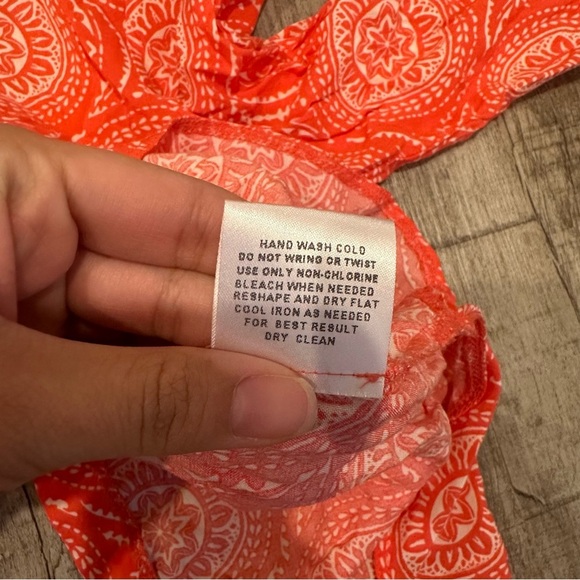 HAND WASH COLD
DO NOT WRING OR TWIST
USE ONLY NON-CHLORINE
BLEACH WHEN NEEDED
RESHAPE AND DRY FLAT
COOL IRON AS NEEDED
FOR BEST RESULT
DRY CLEAN